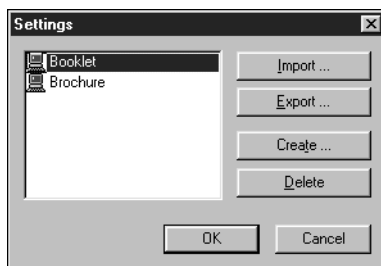 Settings
Booklet
Brochure
Import ...
Export ...
Create ...
Delete
OK
Cancel